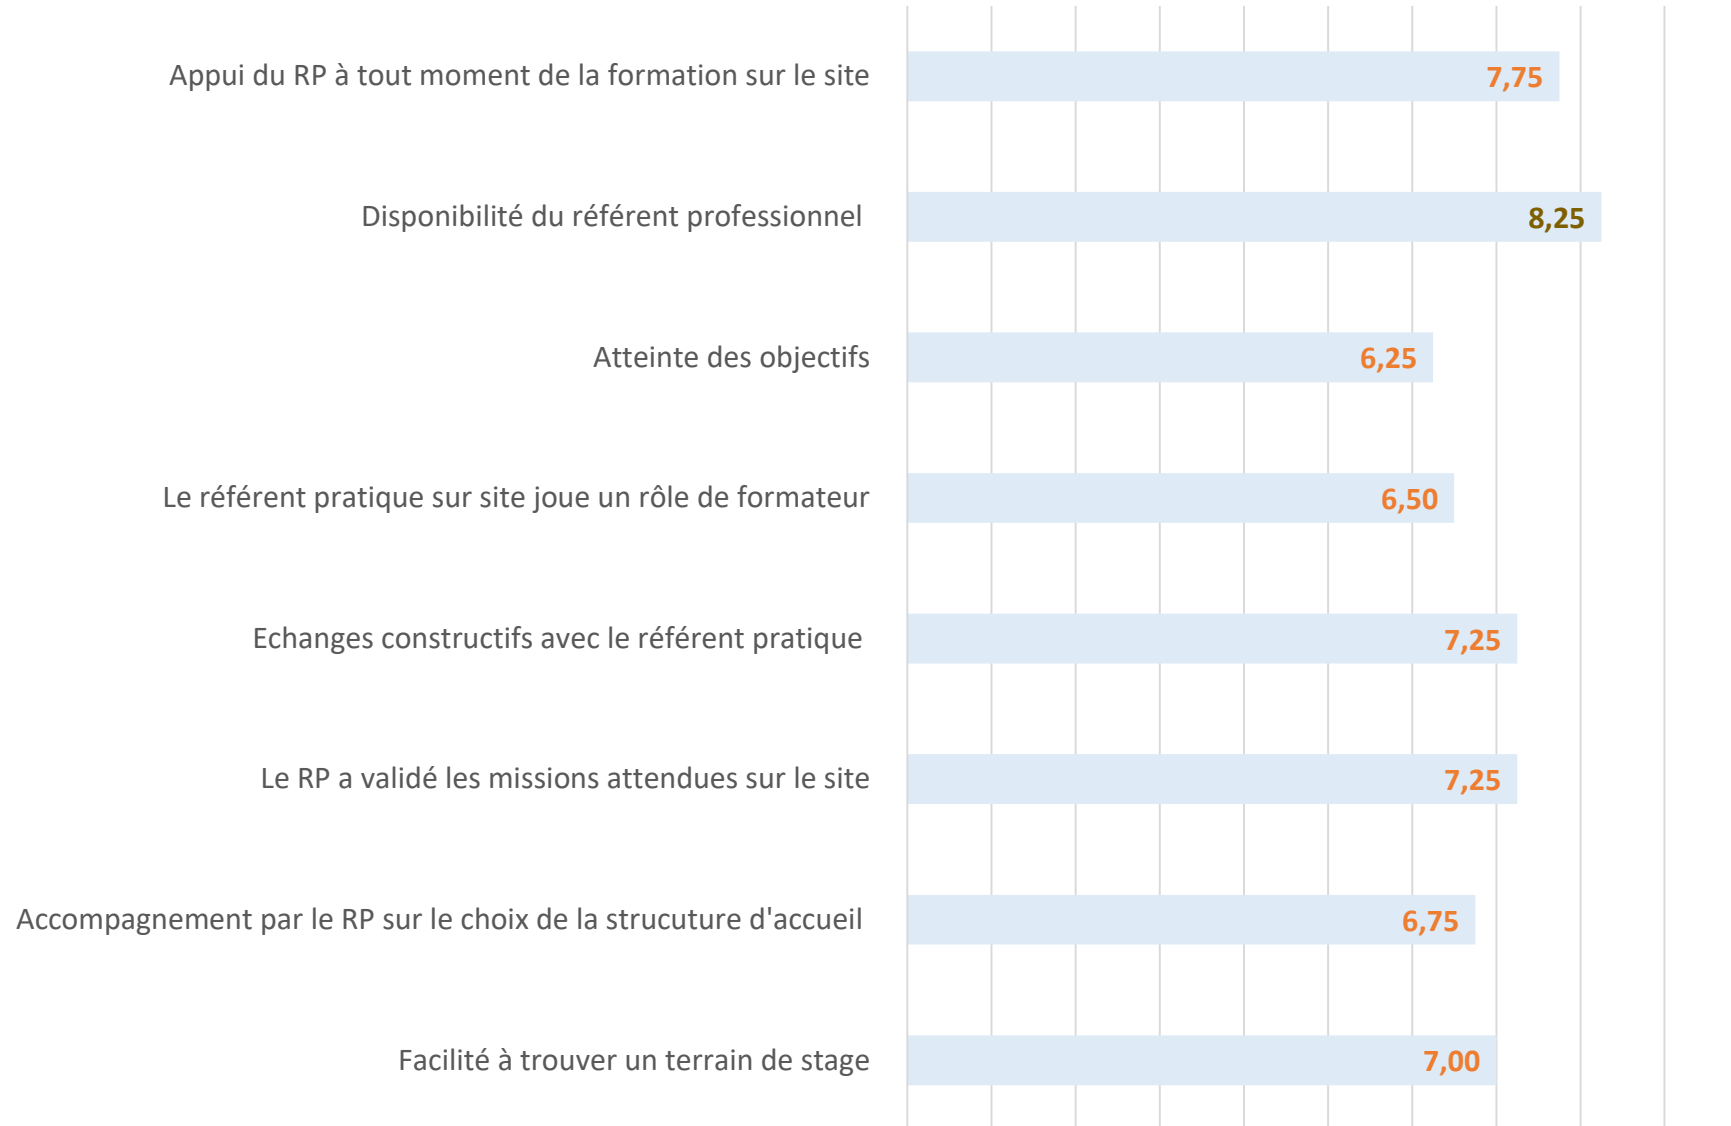 Appui du RP à tout moment de la formation sur le site 7,75
Disponibilité du référent professionnel 8,25
Atteinte des objectifs 6,25
Le référent pratique sur site joue un rôle de formateur 6,50
Echanges constructifs avec le référent pratique 7,25
Le RP a validé les missions attendues sur le site 7,25
Accompagnement par le RP sur le choix de la strucuture d'accueil 6,75
Facilité à trouver un terrain de stage 7,00